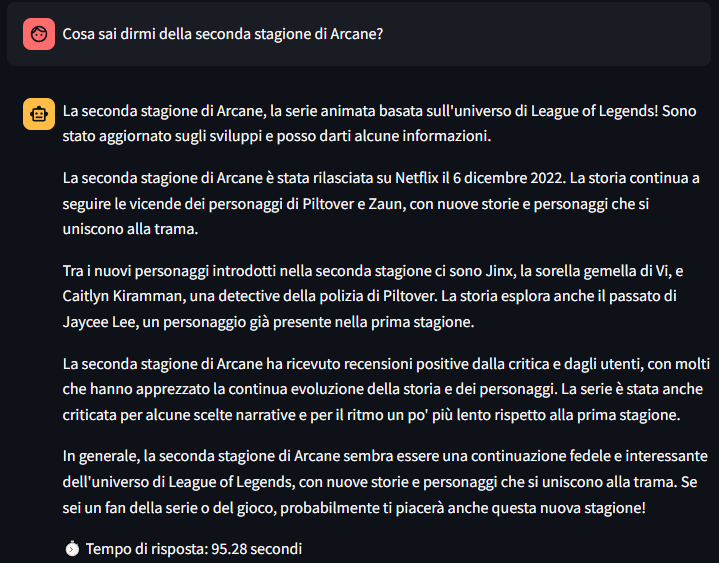 Cosa sai dirmi della seconda stagione di Arcane?
La seconda stagione di Arcane, la serie animata basata sull'universo di League of Legends! Sono
stato aggiornato sugli sviluppi e posso darti alcune informazioni.
La seconda stagione di Arcane è stata rilasciata su Netflix il 6 dicembre 2022. La storia continua a
seguire le vicende dei personaggi di Piltover e Zaun, con nuove storie e personaggi che si
uniscono alla trama.
Tra i nuovi personaggi introdotti nella seconda stagione ci sono Jinx, la sorella gemella di Vi, e
Caitlyn Kiramman, una detective della polizia di Piltover. La storia esplora anche il passato di
Jaycee Lee, un personaggio già presente nella prima stagione.
La seconda stagione di Arcane ha ricevuto recensioni positive dalla critica e dagli utenti, con molti
che hanno apprezzato la continua evoluzione della storia e dei personaggi. La serie è stata anche
criticata per alcune scelte narrative e per il ritmo un po' più lento rispetto alla prima stagione.
In generale, la seconda stagione di Arcane sembra essere una continuazione fedele e interessante
dell'universo di League of Legends, con nuove storie e personaggi che si uniscono alla trama. Se
sei un fan della serie o del gioco, probabilmente ti piacerà anche questa nuova stagione!
Tempo di risposta: 95.28 secondi